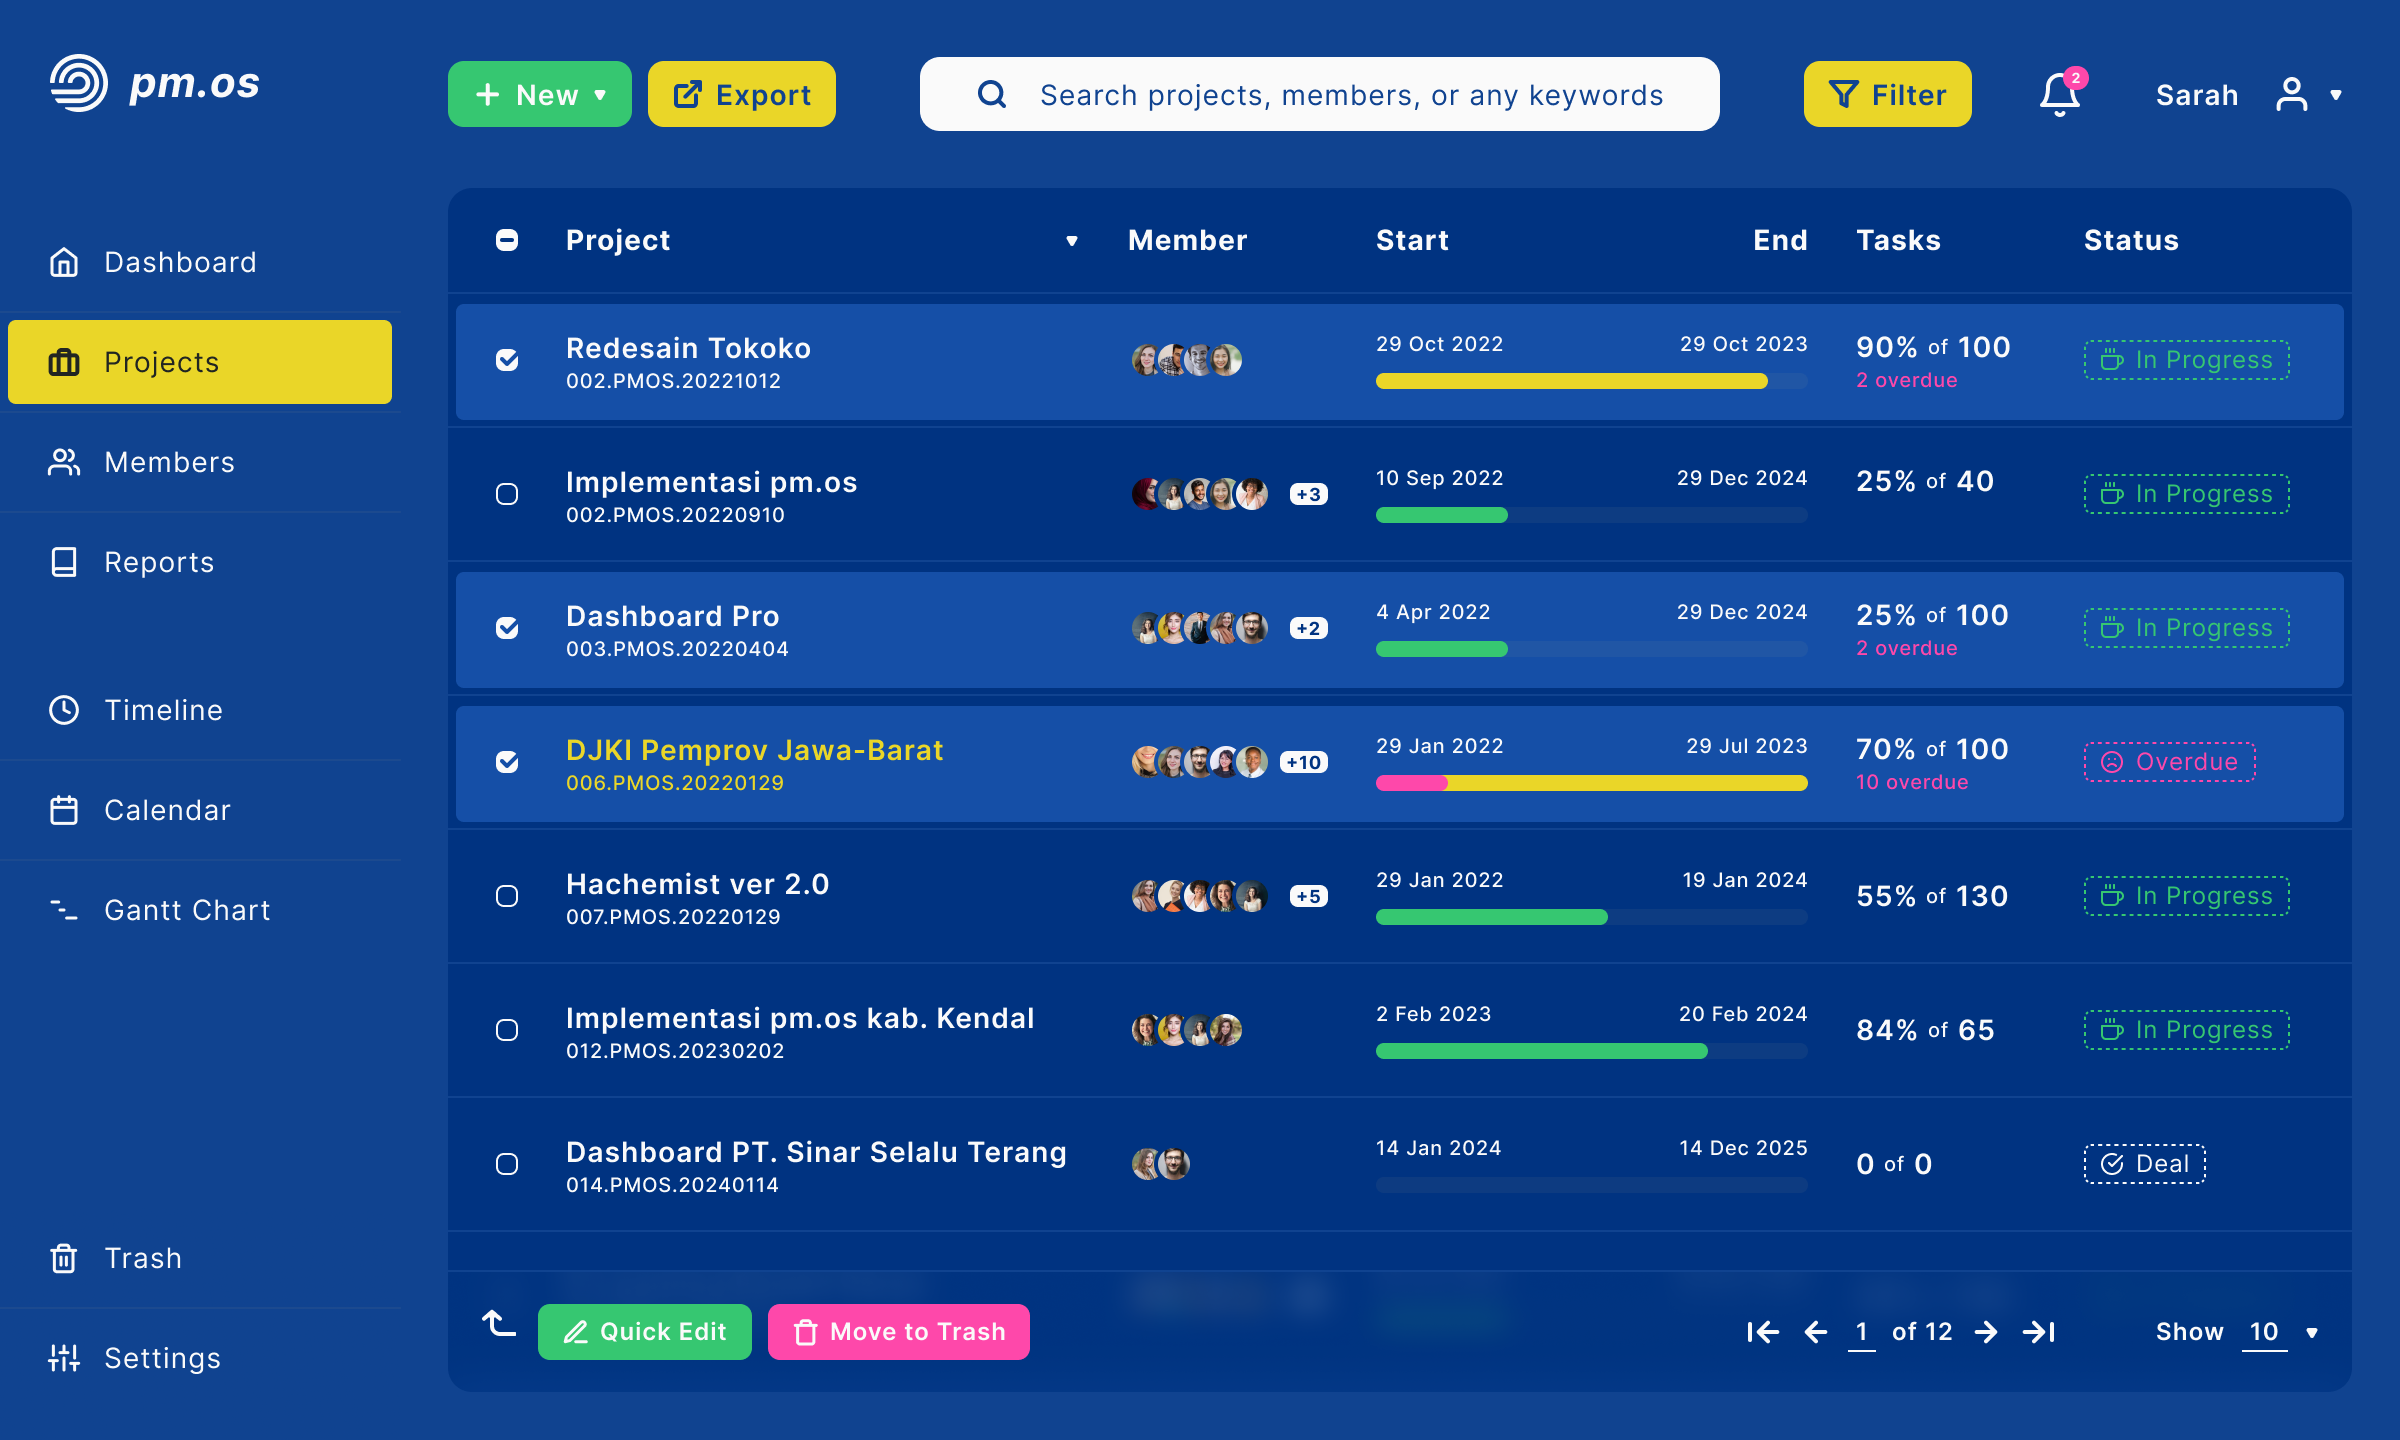 pm.os
New
Export
Search projects, members, or any keywords
Filter
2
Sarah
Dashboard
Projects
Members
Reports
Timeline
Calendar
Gantt Chart
Trash
Settings
Project Member Start End Tasks Status
Redesain Tokoko
002.PMOS.20221012
29 Oct 2022 29 Oct 2023
90% of 100
2 overdue
In Progress
Implementasi pm.os
002.PMOS.20220910
+3
10 Sep 2022 29 Dec 2024
25% of 40
In Progress
Dashboard Pro
003.PMOS.20220404
+2
4 Apr 2022 29 Dec 2024
25% of 100
2 overdue
In Progress
DJKI Pemprov Jawa-Barat
006.PMOS.20220129
+10
29 Jan 2022 29 Jul 2023
70% of 100
10 overdue
Overdue
Hachemist ver 2.0
007.PMOS.20220129
+5
29 Jan 2022 19 Jan 2024
55% of 130
In Progress
Implementasi pm.os kab. Kendal
012.PMOS.20230202
2 Feb 2023 20 Feb 2024
84% of 65
In Progress
Dashboard PT. Sinar Selalu Terang
014.PMOS.20240114
14 Jan 2024 14 Dec 2025
0 of 0
Deal
Quick Edit
Move to Trash
1 of 12
Show 10